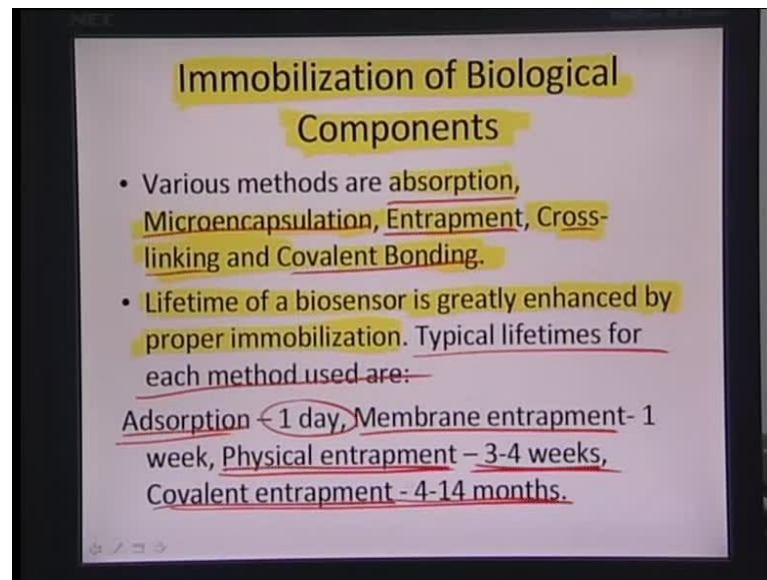 NEC
Immobilization of Biological
Components
• Various methods are absorption,
Microencapsulation, Entrapment, Cross-
linking and Covalent Bonding.
• Lifetime of a biosensor is greatly enhanced by
proper immobilization. Typical lifetimes for
each method used are:
Adsorption – 1 day, Membrane entrapment- 1
week, Physical entrapment – 3-4 weeks,
Covalent entrapment - 4-14 months.